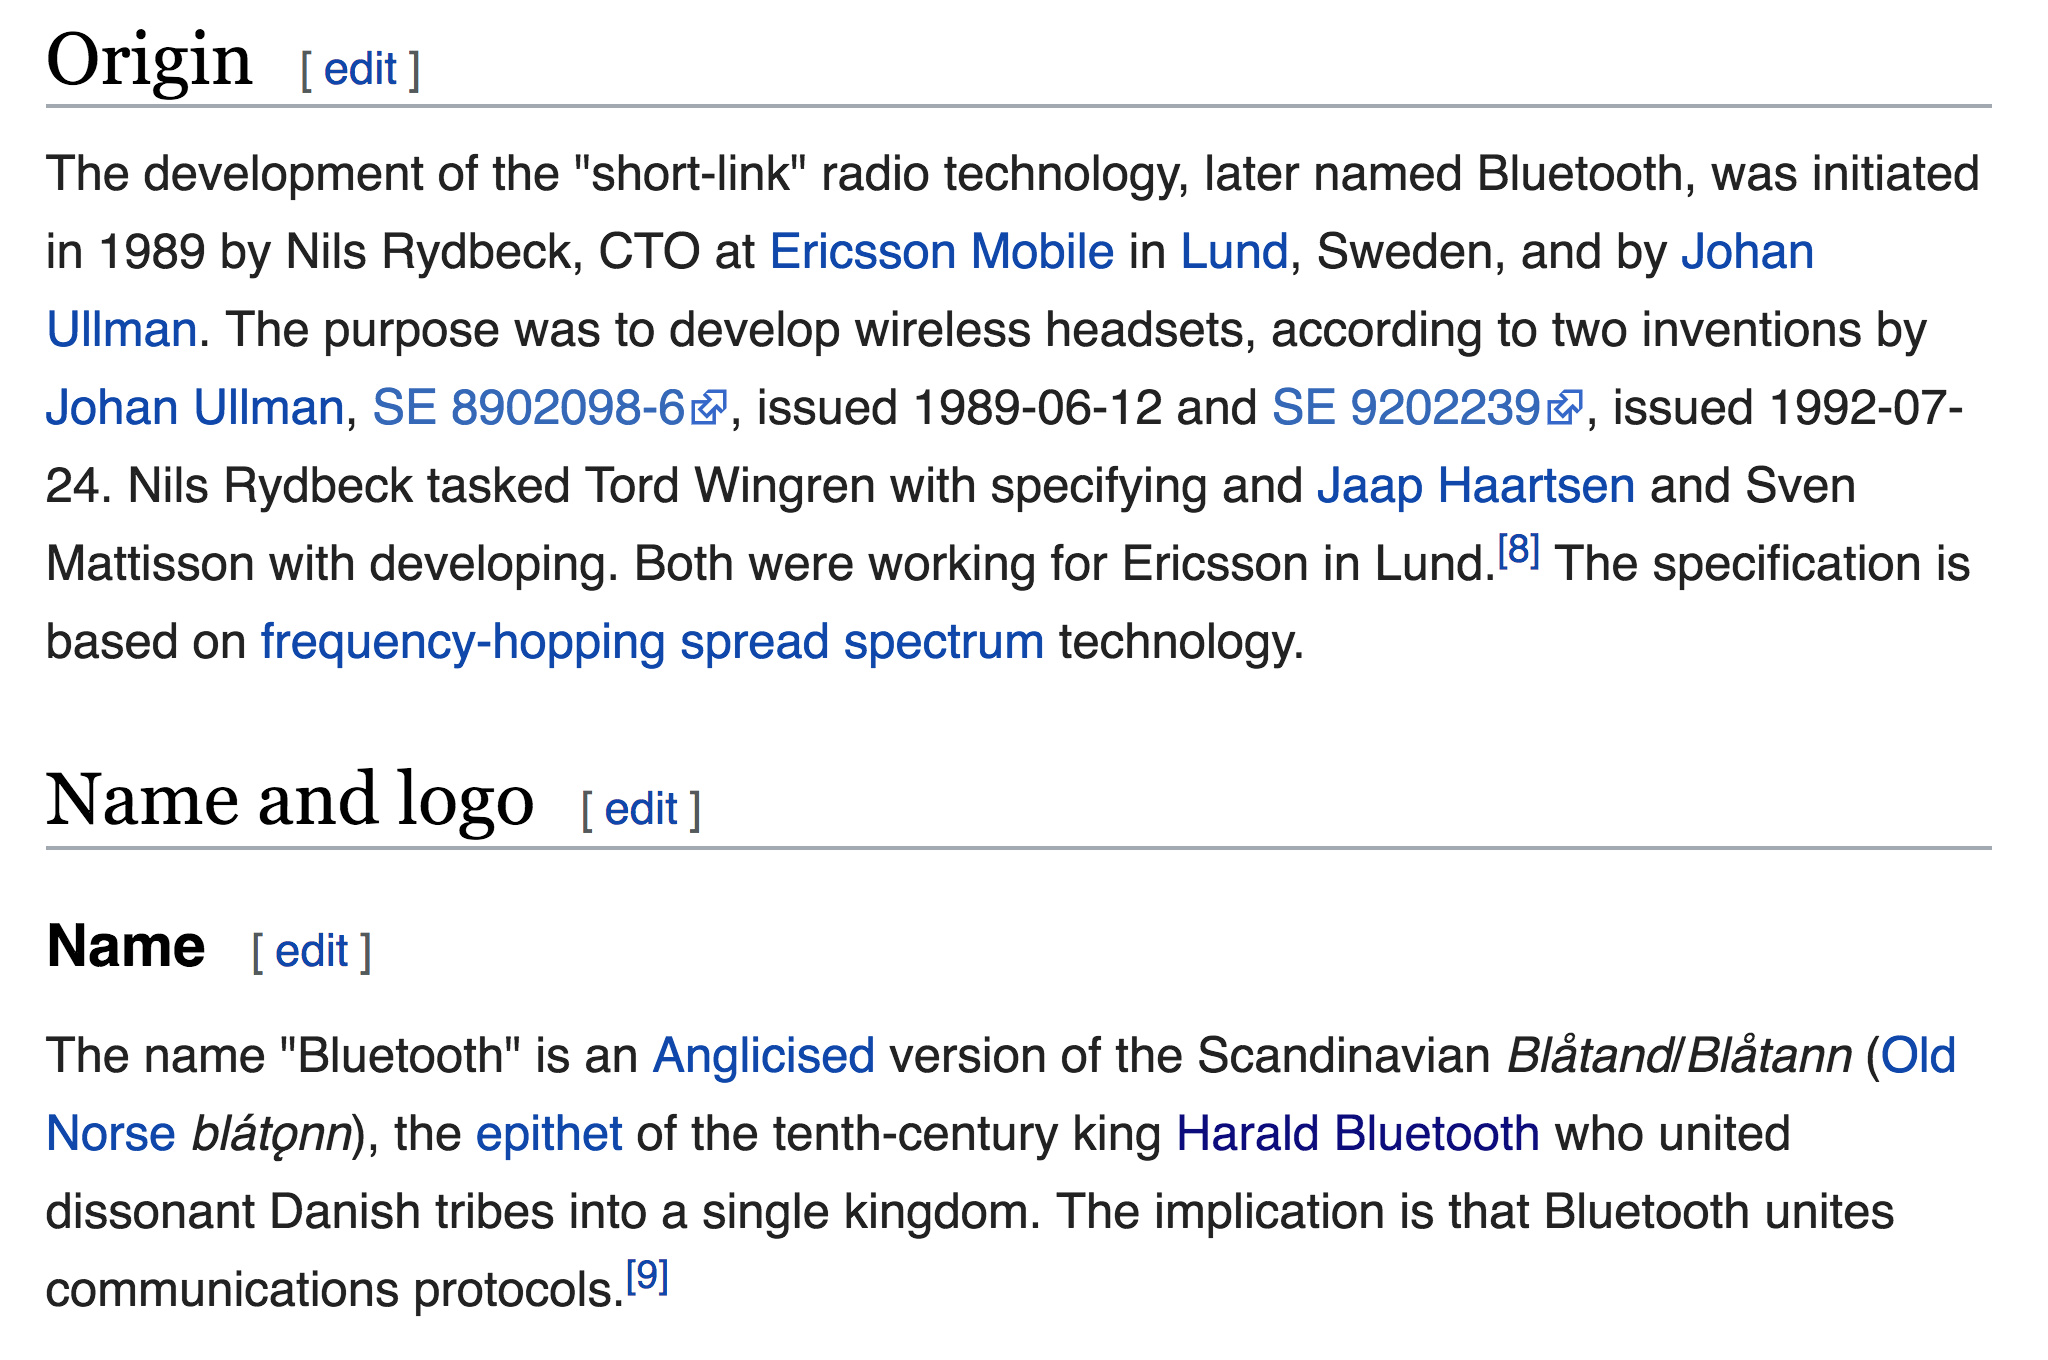 Origin [ edit ]
The development of the "short-link" radio technology, later named Bluetooth, was initiated
in 1989 by Nils Rydbeck, CTO at Ericsson Mobile in Lund, Sweden, and by Johan
Ullman. The purpose was to develop wireless headsets, according to two inventions by
Johan Ullman, SE 8902098-6, issued 1989-06-12 and SE 9202239, issued 1992-07-
24. Nils Rydbeck tasked Tord Wingren with specifying and Jaap Haartsen and Sven
Mattisson with developing. Both were working for Ericsson in Lund.[8] The specification is
based on frequency-hopping spread spectrum technology.
Name and logo [ edit ]
Name [ edit ]
The name "Bluetooth" is an Anglicised version of the Scandinavian Blåtand/Blåtann (Old
Norse blátǫnn), the epithet of the tenth-century king Harald Bluetooth who united
dissonant Danish tribes into a single kingdom. The implication is that Bluetooth unites
communications protocols.[9]